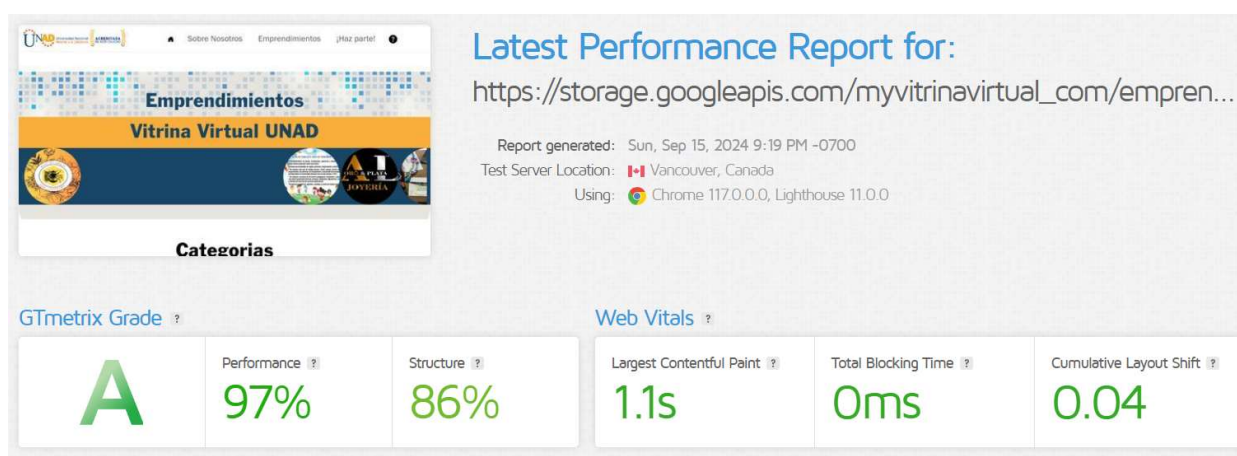 UNAD
Sobre Nosotros Emprendimientos ¡Haz parte! ?
Emprendimientos
Vitrina Virtual UNAD
JOYERÍA
Categorias
Latest Performance Report for:
https://storage.googleapis.com/myvitrinavirtual_com/empren...
Report generated: Sun, Sep 15, 2024 9:19 PM -0700
Test Server Location: Vancouver, Canada
Using: Chrome 117.0.0.0, Lighthouse 11.0.0
GTmetrix Grade ?
A
Performance ?
97%
Structure ?
86%
Web Vitals ?
Largest Contentful Paint ?
1.1s
Total Blocking Time ?
0ms
Cumulative Layout Shift ?
0.04